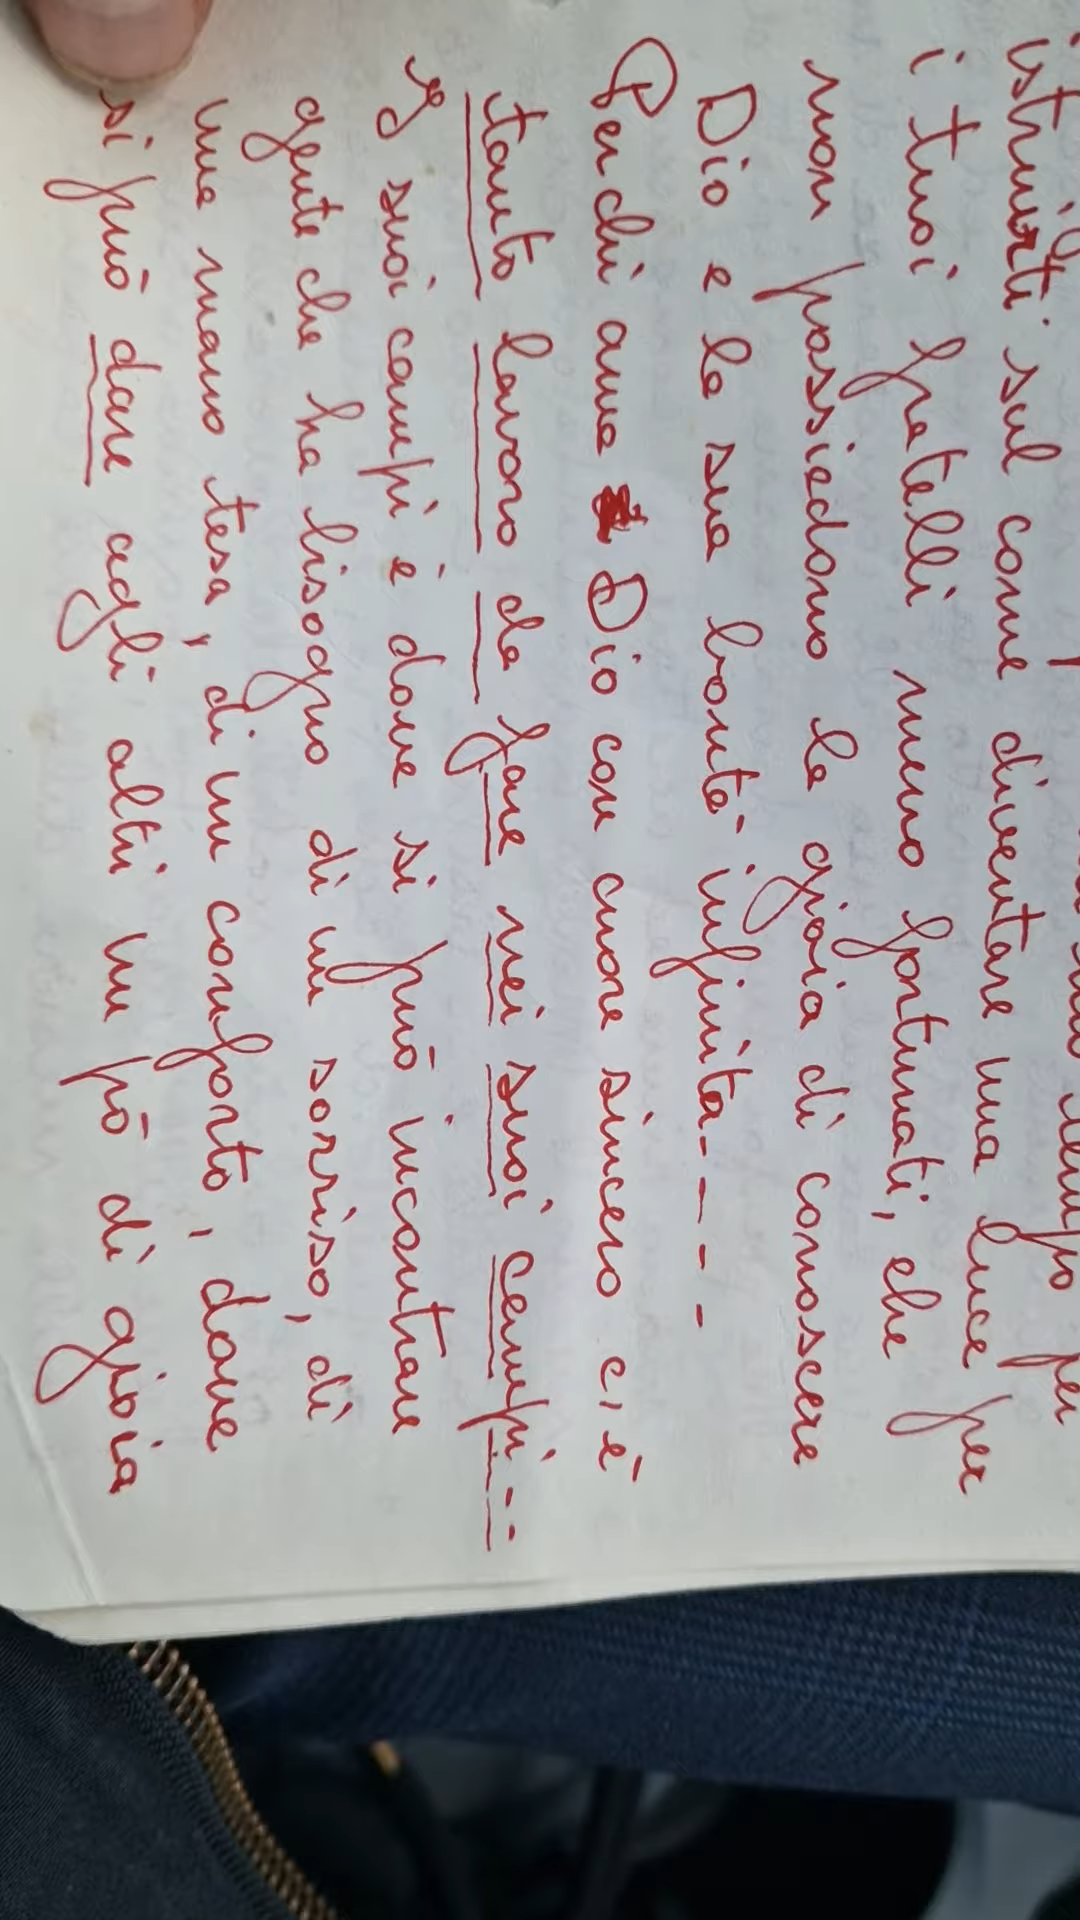 tempo per
istruirti sul come diventare una luce per
i tuoi fratelli meno fortunati, che
non possiedono la gioia di conoscere
Dio e la sua bontà infinita----
Per chi ama Dio con cuore sincero c'è
tanto lavoro da fare nei suoi campi...
I suoi campi è dove si può incontrare
gente che ha bisogno di un sorriso, di
una mano tesa, di un conforto, dove
si può dare agli altri un pò di gioia